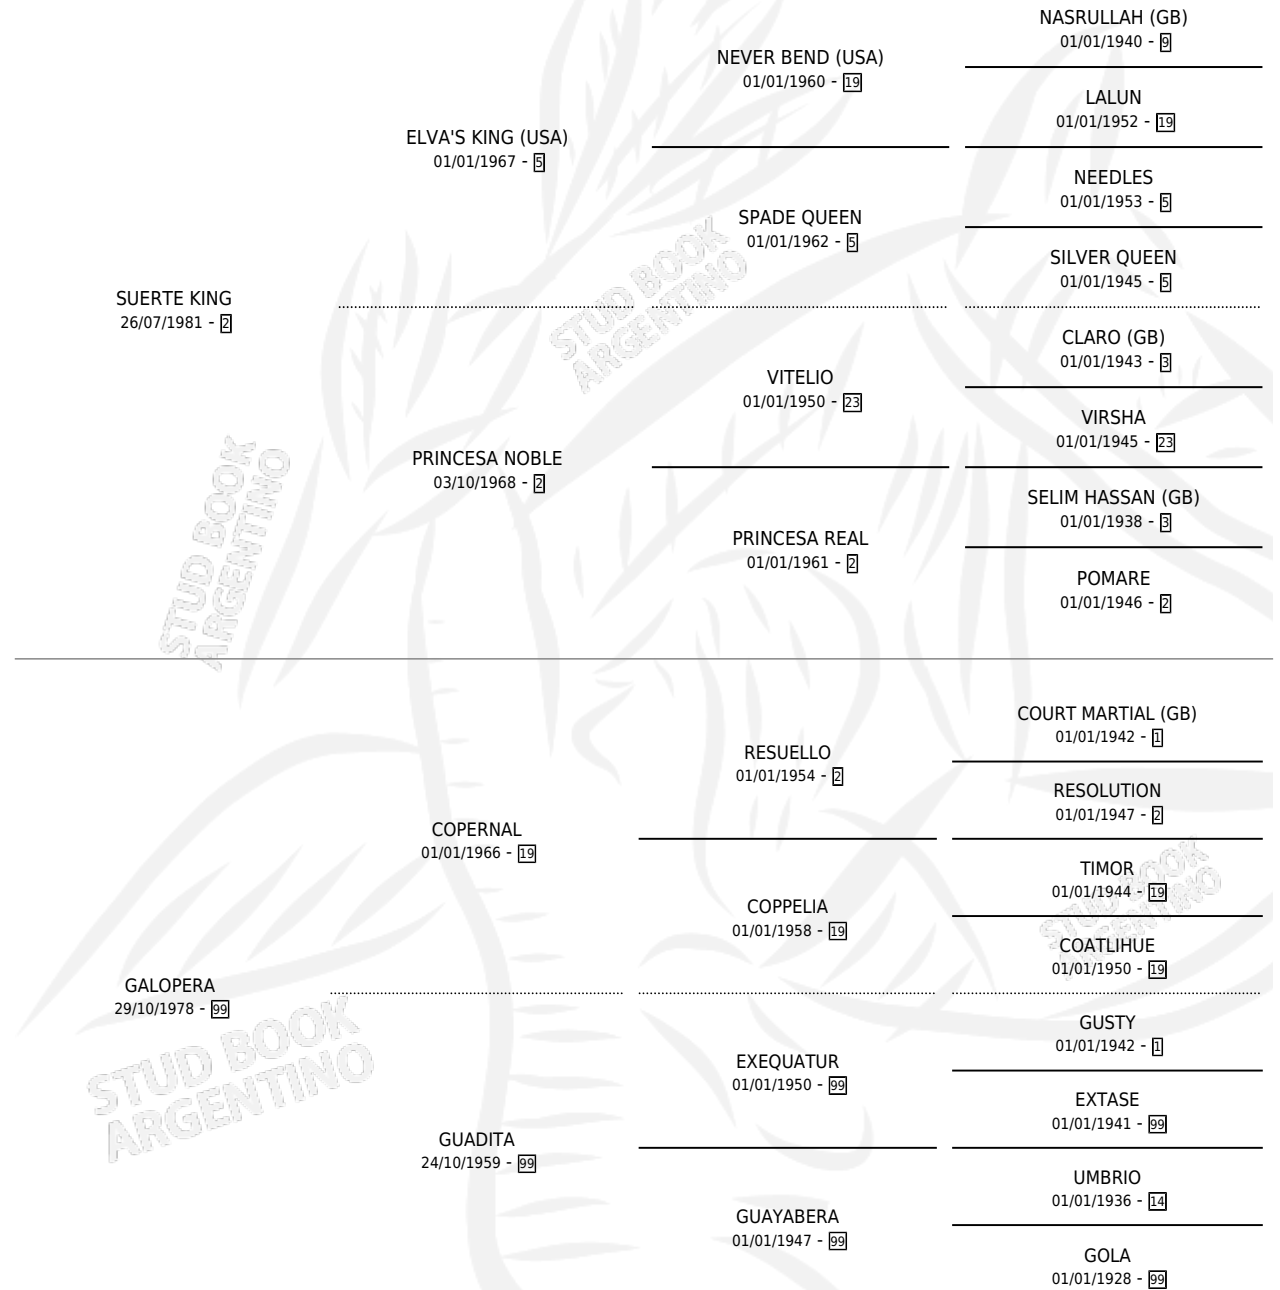 NASRULLAH (GB)
01/01/1940 - 9
NEVER BEND (USA)
01/01/1960 - 19
LALUN
01/01/1952 - 19
ELVA'S KING (USA)
01/01/1967 - 5
NEEDLES
01/01/1953 - 5
SPADE QUEEN
01/01/1962 - 5
SILVER QUEEN
01/01/1945 - 5
SUERTE KING
26/07/1981 - 2
CLARO (GB)
01/01/1943 - 3
VITELIO
01/01/1950 - 23
VIRSHA
01/01/1945 - 23
PRINCESA NOBLE
03/10/1968 - 2
SELIM HASSAN (GB)
01/01/1938 - 3
PRINCESA REAL
01/01/1961 - 2
POMARE
01/01/1946 - 2
COURT MARTIAL (GB)
01/01/1942 - 1
RESUELLO
01/01/1954 - 2
RESOLUTION
01/01/1947 - 2
COPERNAL
01/01/1966 - 19
TIMOR
01/01/1944 - 19
COPPELIA
01/01/1958 - 19
COATLIHUE
01/01/1950 - 19
GALOPERA
29/10/1978 - 99
GUSTY
01/01/1942 - 1
EXEQUATUR
01/01/1950 - 99
EXTASE
01/01/1941 - 99
GUADITA
24/10/1959 - 99
UMBRIO
01/01/1936 - 14
GUAYABERA
01/01/1947 - 99
GOLA
01/01/1928 - 99
STUD BOOK
ARGENTINO
STUD BOOK
ARGENTINO
STUD BOOK
ARGENTINO
STUD BOOK
ARGENTINO